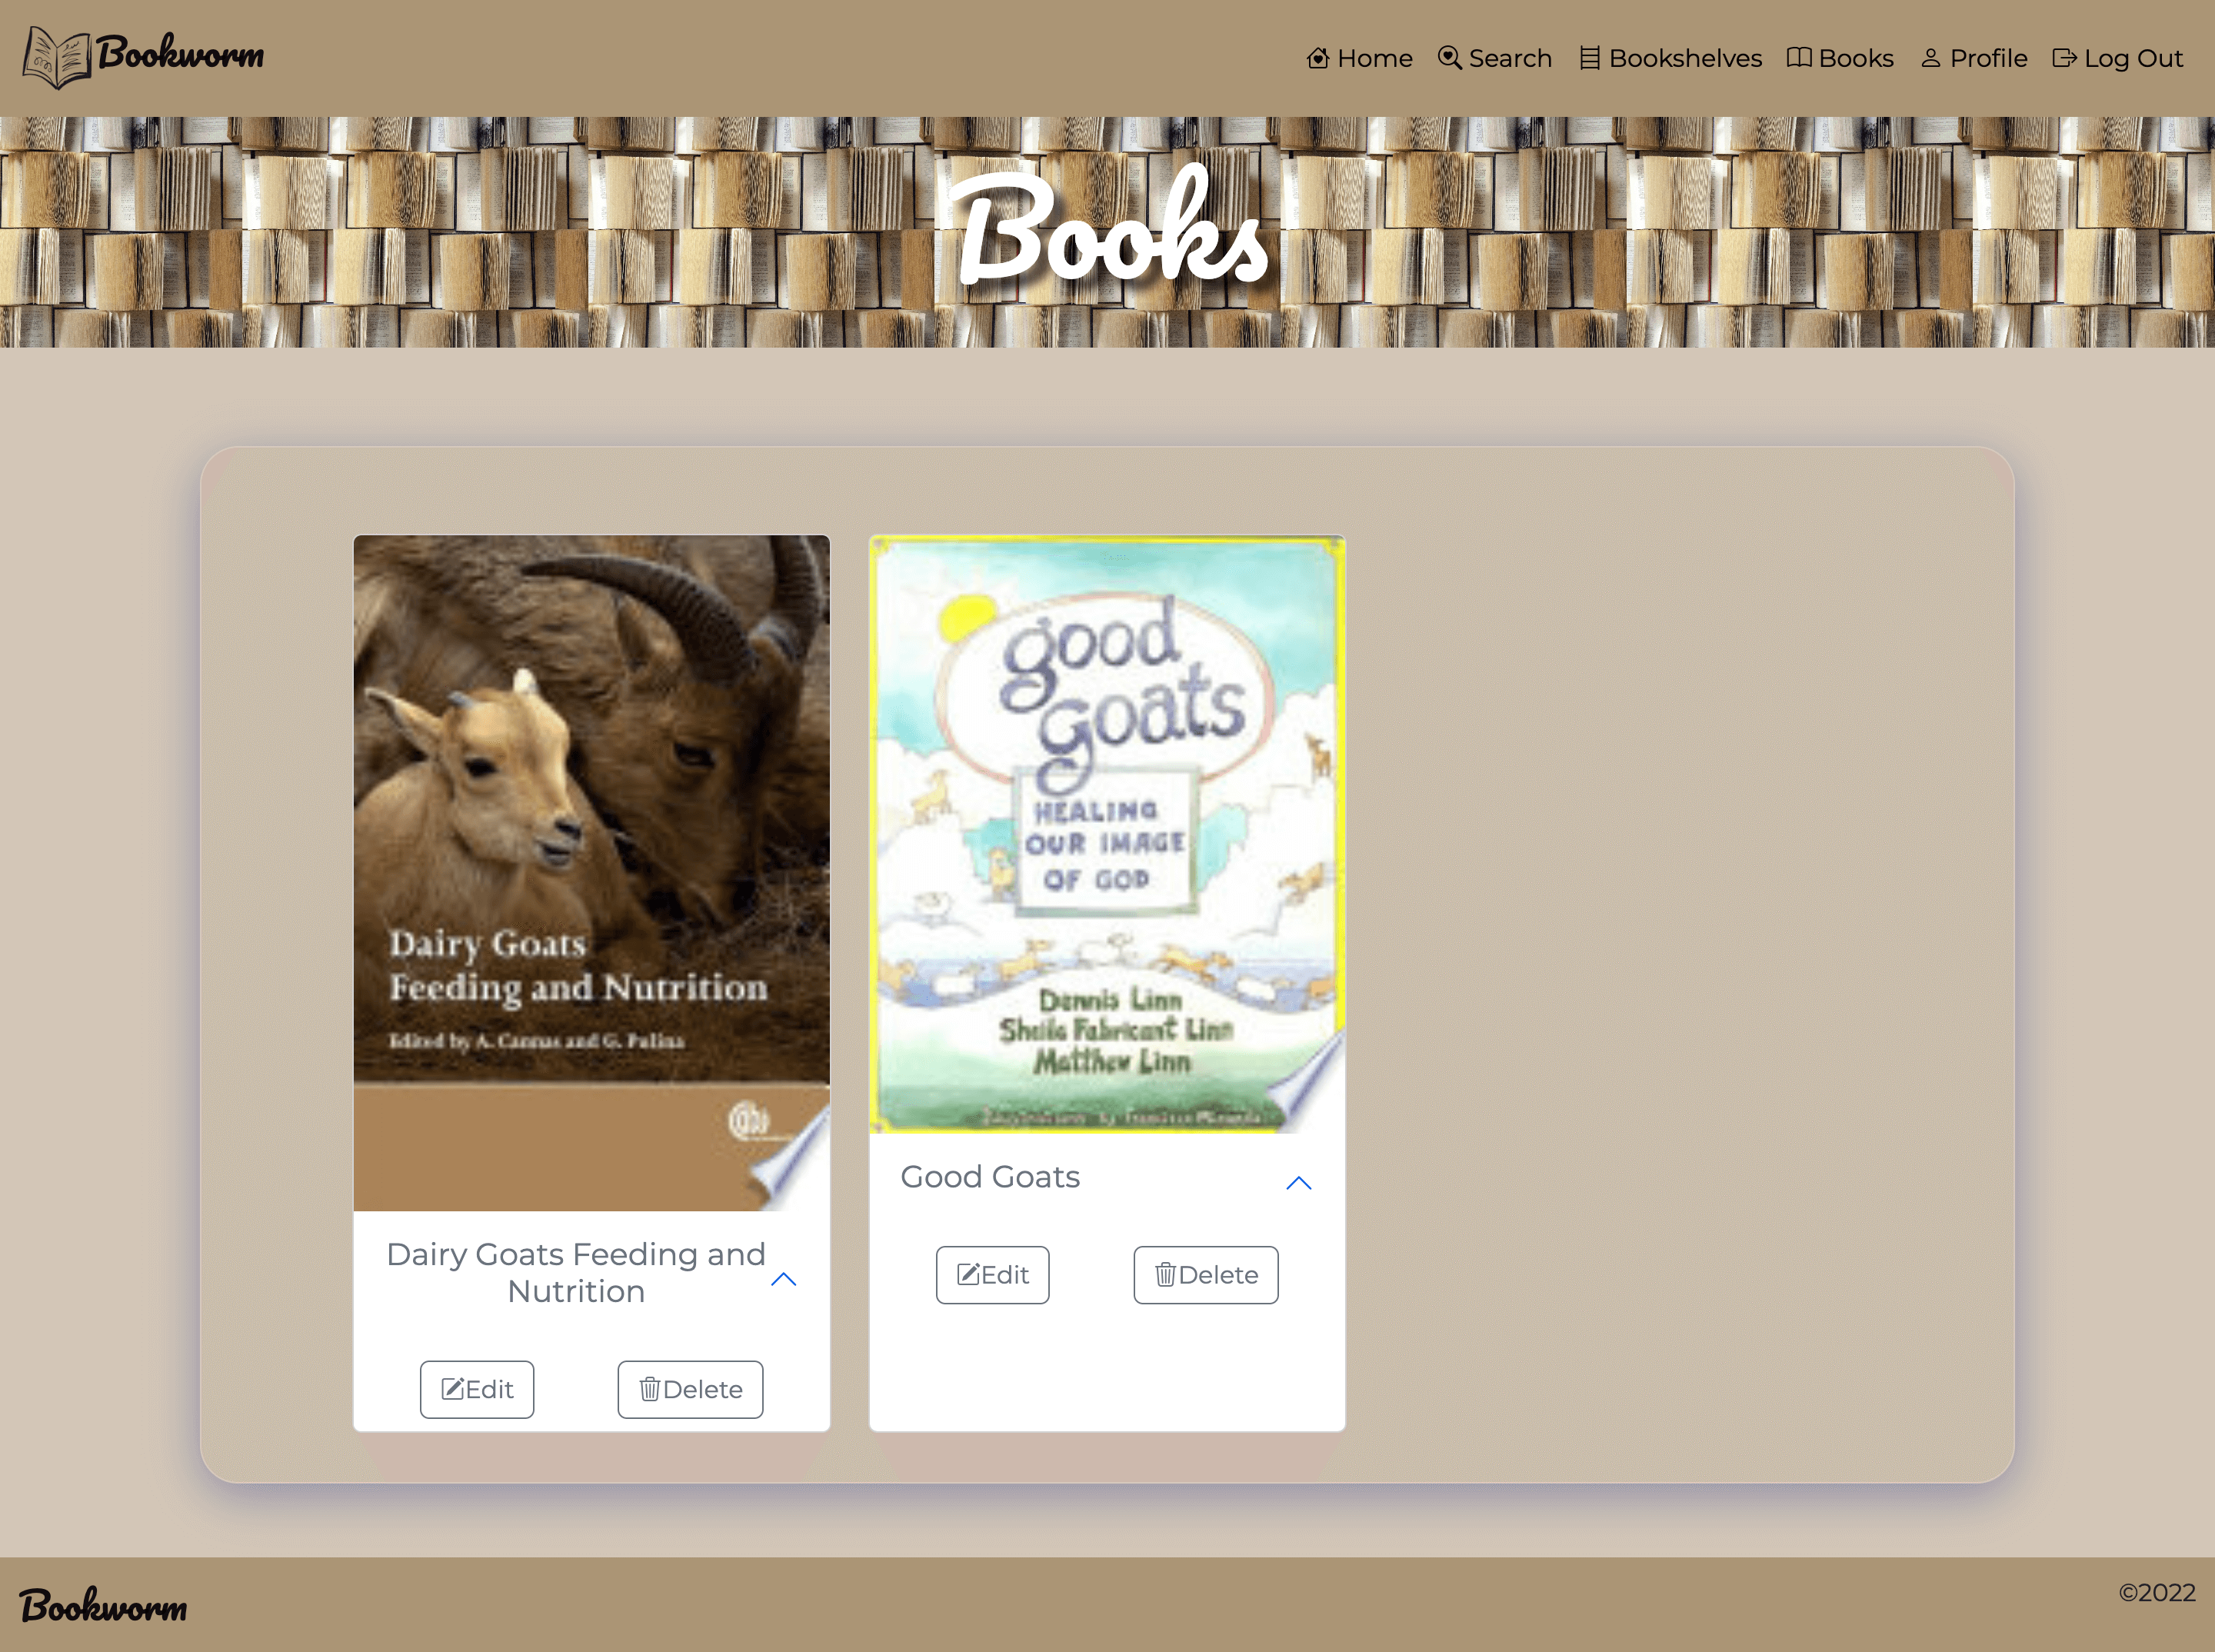 Bookworm
Home Search Bookshelves Books Profile Log Out
Books
Dairy Goats
Feeding and Nutrition
Edited by A. Cannas and G. Pulina
Dairy Goats Feeding and
Nutrition
Edit Delete
good
goats
HEALING
OUR IMAGE
OF GOD
Dennis Linn
Sheila Fabricant Linn
Matthew Linn
Good Goats
Edit Delete
Bookworm
©2022